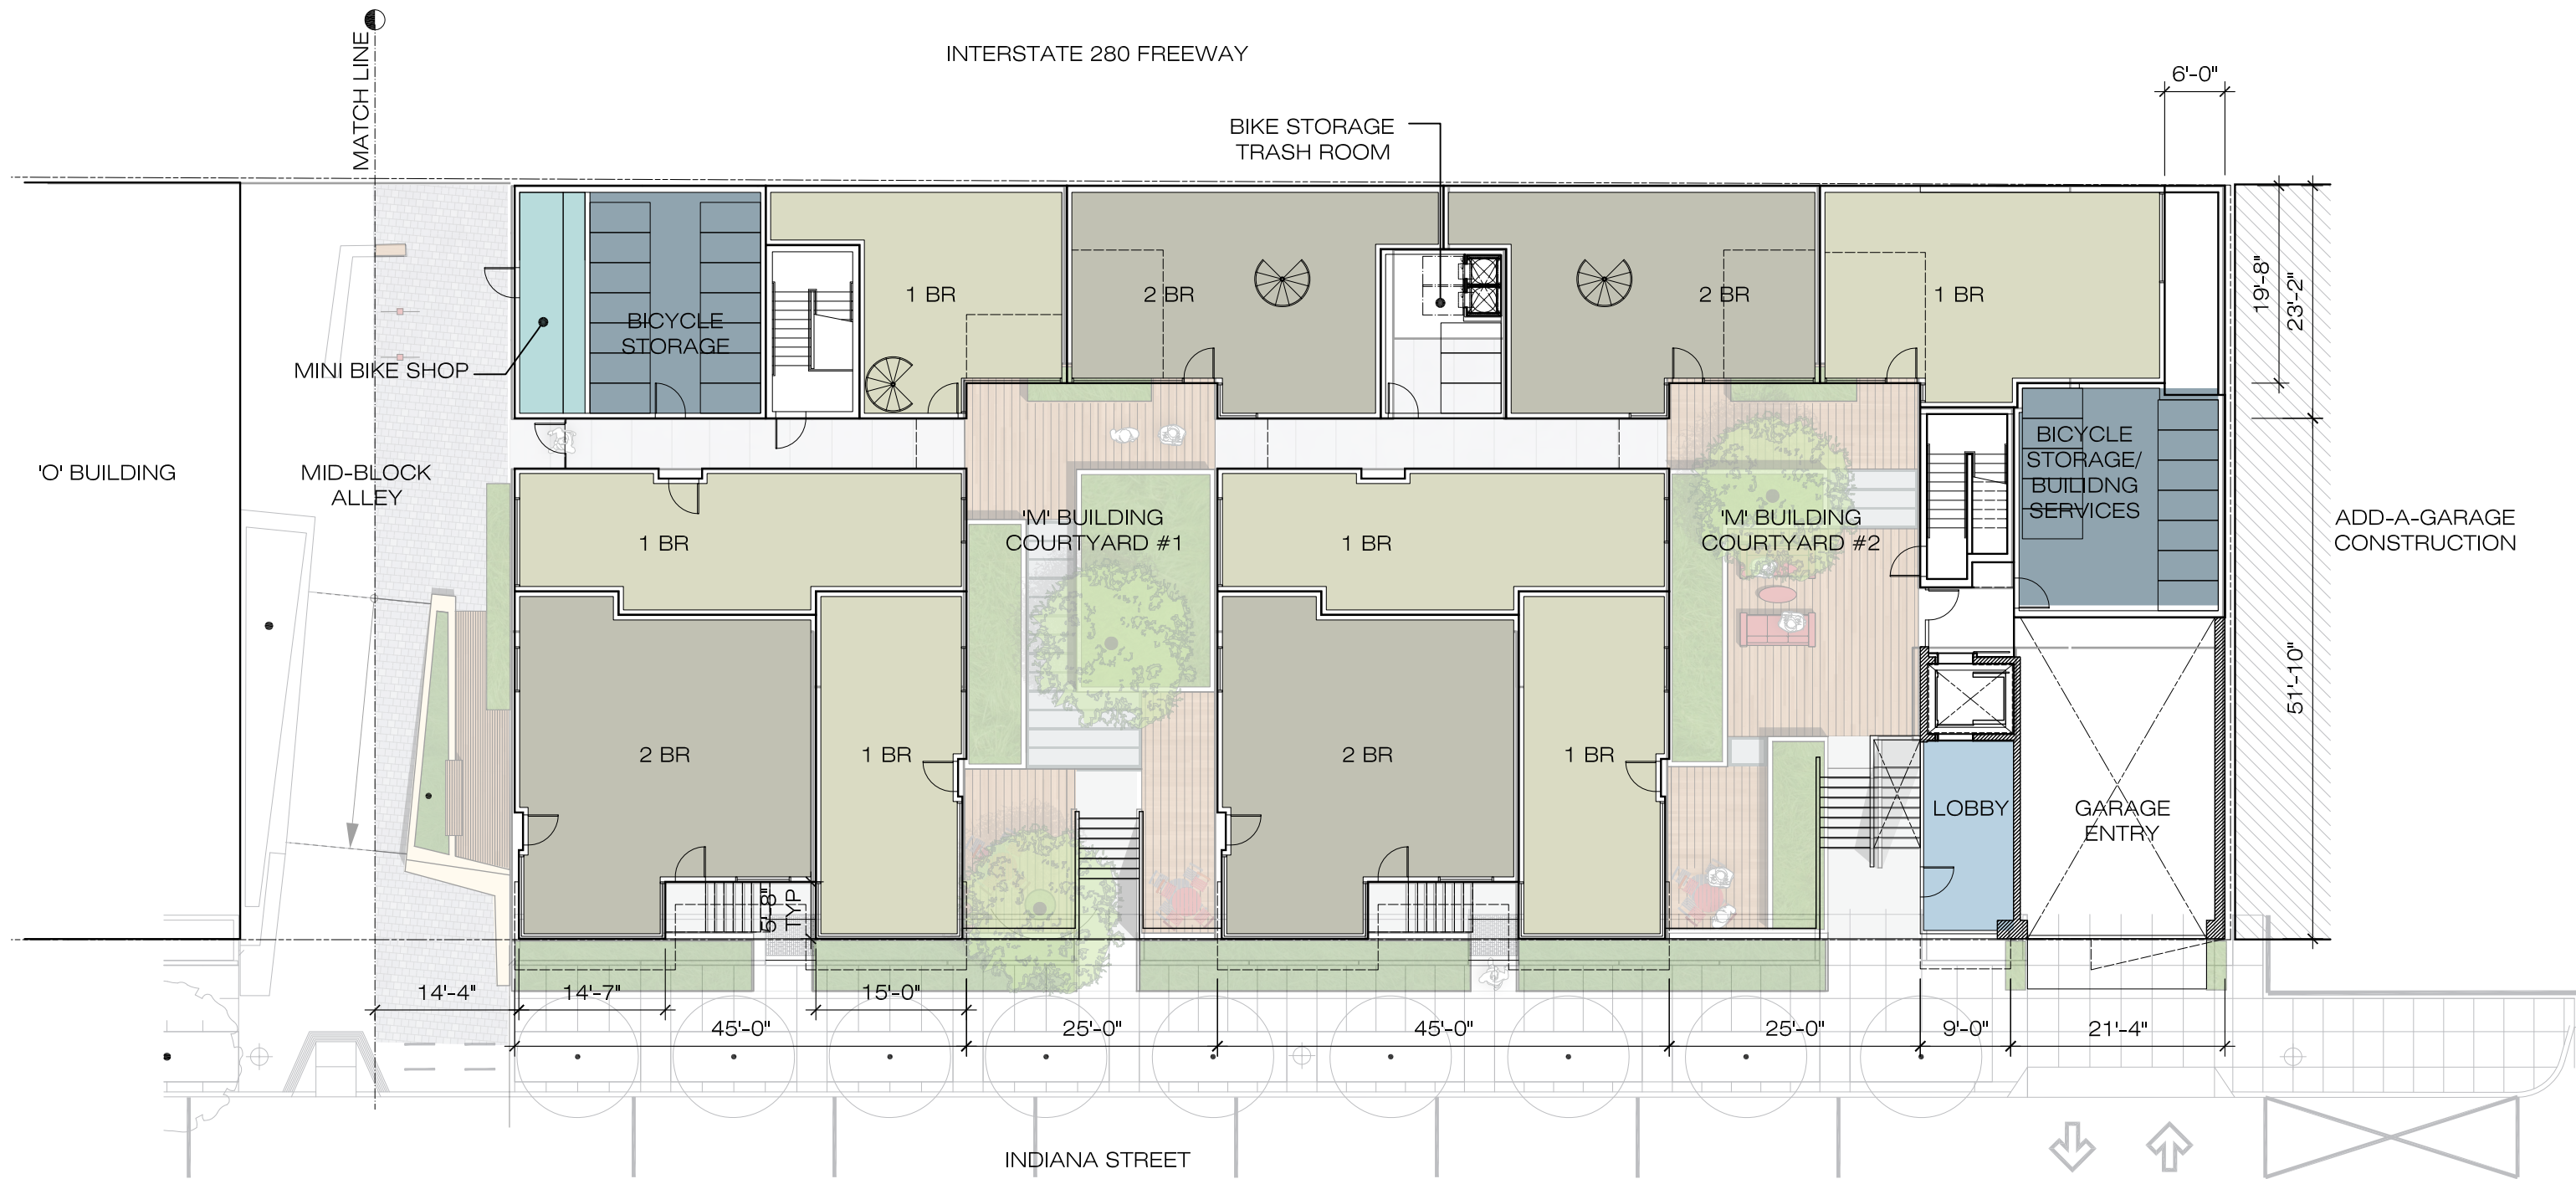 MATCH LINE
INTERSTATE 280 FREEWAY
6'-0"
BIKE STORAGE
TRASH ROOM
1 BR
2 BR
2 BR
1 BR
19'-8"
23'-2"
BICYCLE
STORAGE
MINI BIKE SHOP
'O' BUILDING
MID-BLOCK
ALLEY
BICYCLE
STORAGE/
BUILIDNG
SERVICES
'M' BUILDING
COURTYARD #1
'M' BUILDING
COURTYARD #2
ADD-A-GARAGE
CONSTRUCTION
1 BR
1 BR
51'-10"
2 BR
1 BR
2 BR
1 BR
LOBBY
GARAGE
ENTRY
5'-8"
TYP
14'-4"
14'-7"
15'-0"
45'-0"
25'-0"
45'-0"
25'-0"
9'-0"
21'-4"
INDIANA STREET